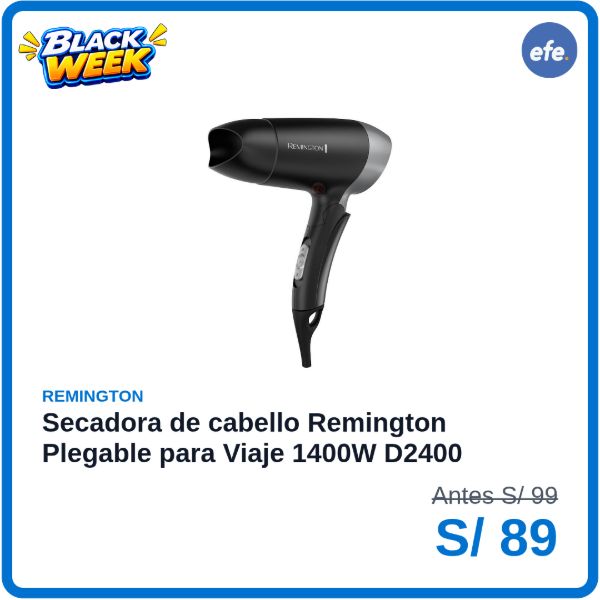 BLACK
WEEK
efe.
REMINGTON
REMINGTON
Secadora de cabello Remington
Plegable para Viaje 1400W D2400
Antes S/ 99
S/ 89